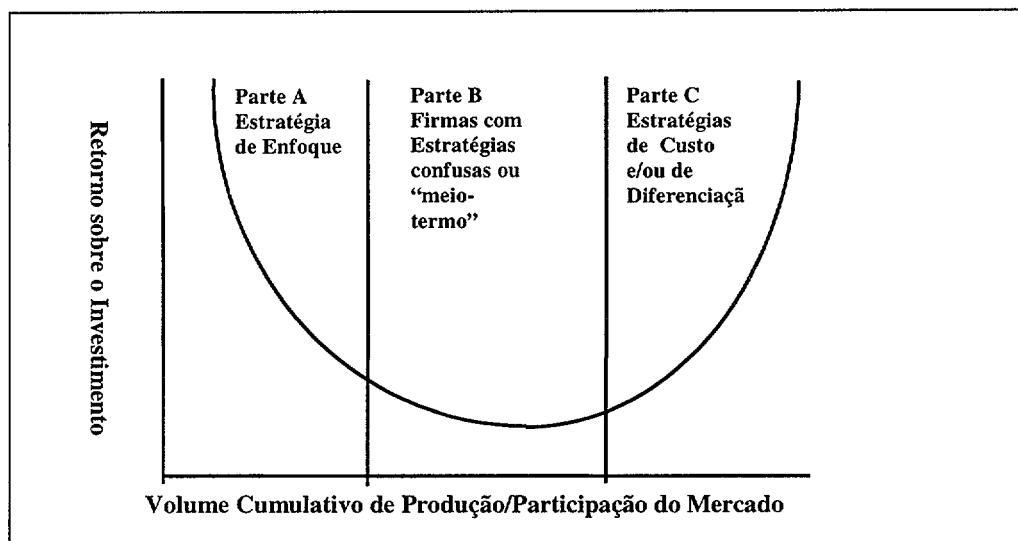 Retorno sobre o Investimento
Parte A
Estratégia
de Enfoque
Parte B
Firmas com
Estratégias
confusas ou
“meio-
termo”
Parte C
Estratégias
de Custo
e/ou de
Diferenciaçã
Volume Cumulativo de Produção/Participação do Mercado